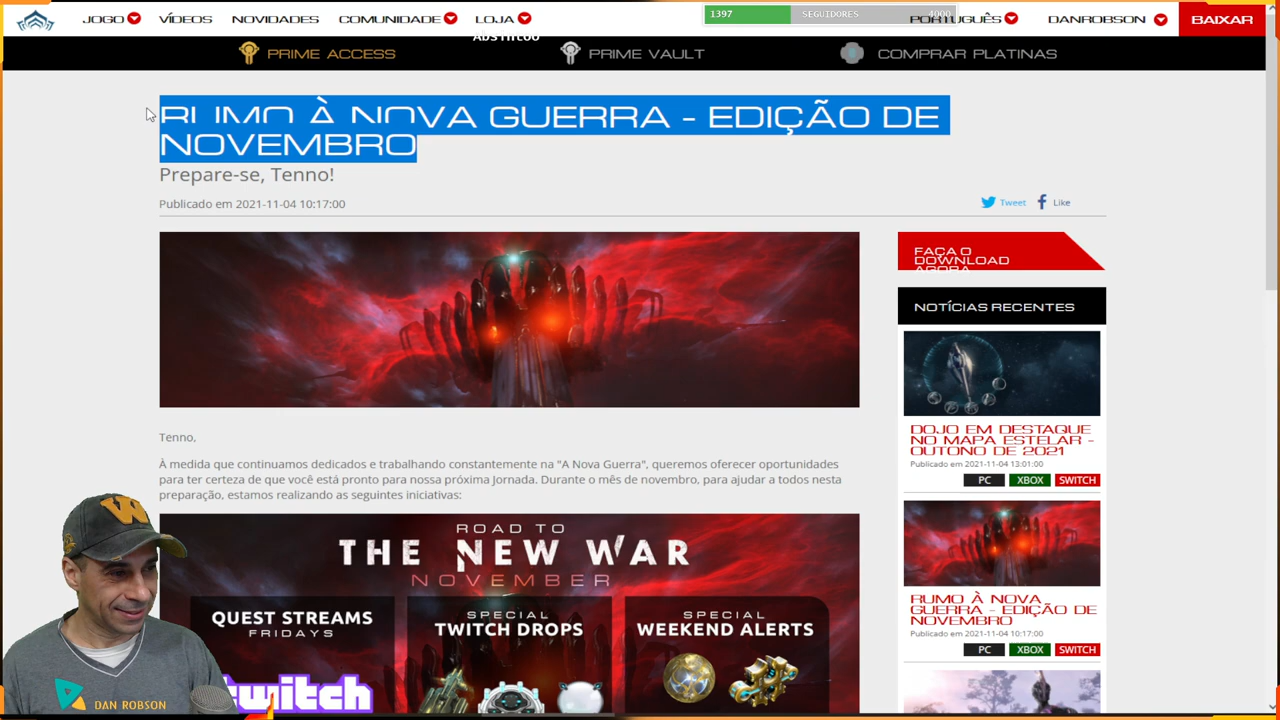 JOGO
VÍDEOS
NOVIDADES
COMUNIDADE
LOJA
1397
SEGUIDORES
4000
PORTUGUÊS
DANROBSON
BAIXAR
PRIME ACCESS
PRIME VAULT
COMPRAR PLATINAS
RUMO À NOVA GUERRA - EDIÇÃO DE
NOVEMBRO
Prepare-se, Tenno!
Publicado em 2021-11-04 10:17:00
Tweet
Like
Tenno,
À medida que continuamos dedicados e trabalhando constantemente na "A Nova Guerra", queremos oferecer oportunidades
para ter certeza de que você está pronto para nossa próxima Jornada. Durante o mês de novembro, para ajudar a todos nesta
preparação, estamos realizando as seguintes iniciativas:
ROAD TO
THE NEW WAR
NOVEMBER
QUEST STREAMS
FRIDAYS
twitch
SPECIAL
TWITCH DROPS
SPECIAL
WEEKEND ALERTS
FAÇA O
DOWNLOAD
AGORA
NOTÍCIAS RECENTES
DOJO EM DESTAQUE
NO MAPA ESTELAR -
OUTONO DE 2021
Publicado em 2021-11-04 13:01:00
PC
XBOX
SWITCH
RUMO À NOVA
GUERRA - EDIÇÃO DE
NOVEMBRO
Publicado em 2021-11-04 10:17:00
PC
XBOX
SWITCH
W
DAN ROBSON